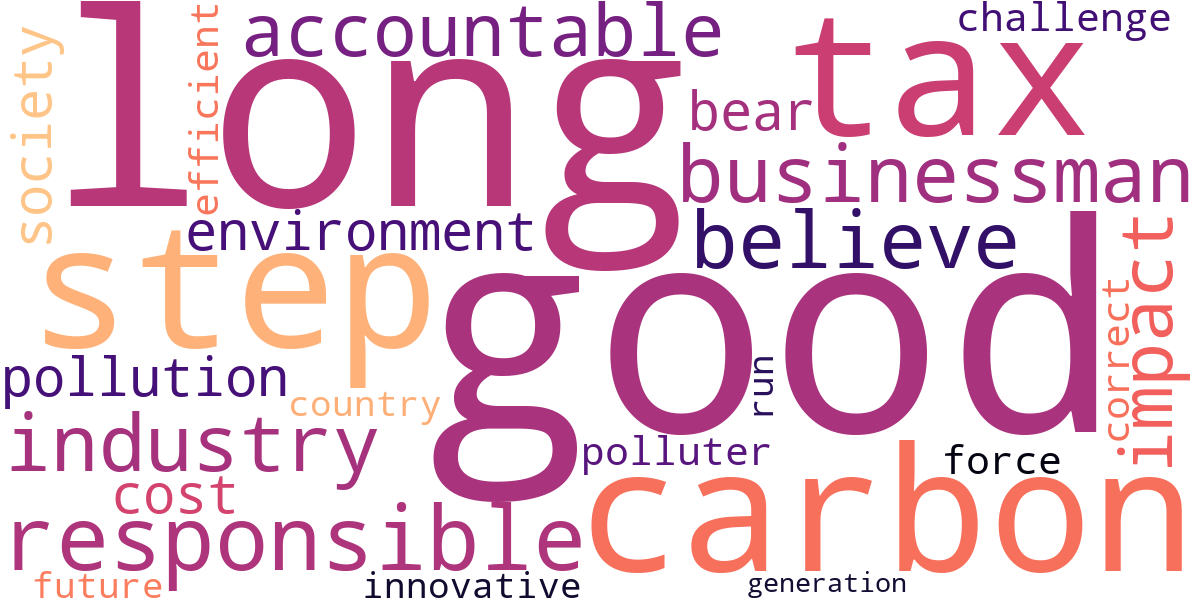 long
accountable
challenge
society
efficient
tax
bear
businessman
environment
believe
step
good
impact
correct
pollution
country
run
industry
polluter
force
cost
carbon
responsible
future
innovative
generation